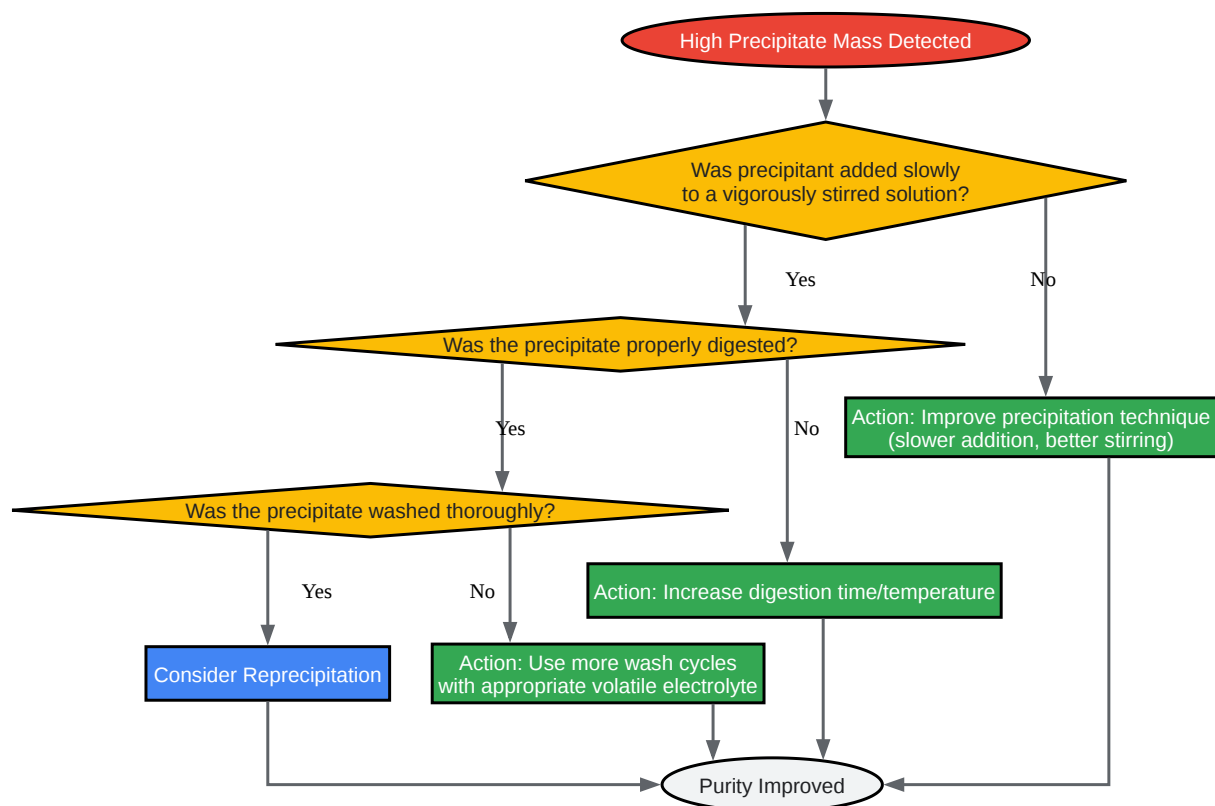 High Precipitate Mass Detected
Was precipitant added slowly
to a vigorously stirred solution?
Yes
No
Was the precipitate properly digested?
Action: Improve precipitation technique
(slower addition, better stirring)
Yes
No
Was the precipitate washed thoroughly?
Action: Increase digestion time/temperature
Yes
No
Consider Reprecipitation
Action: Use more wash cycles
with appropriate volatile electrolyte
Purity Improved